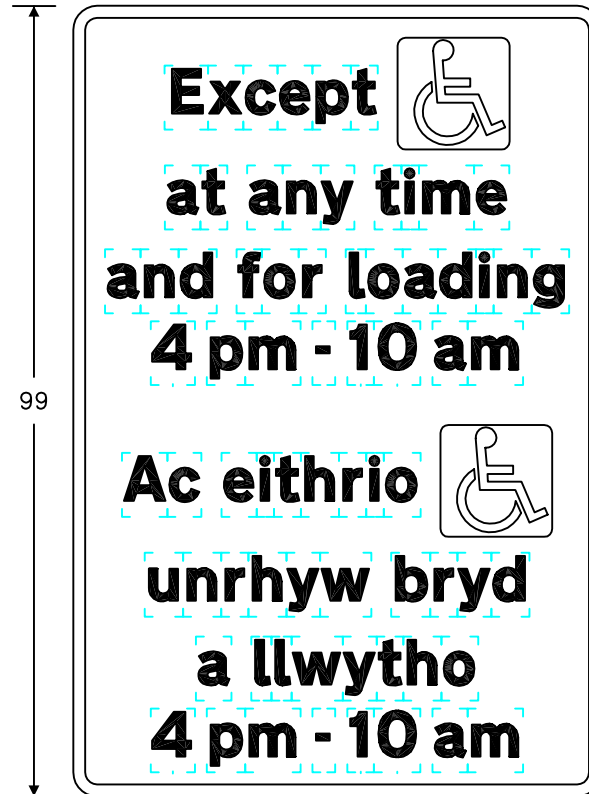 Except
at any time
and for loading
4 pm - 10 am
99
Ac eithrio
unrhyw bryd
a llwytho
4 pm - 10 am